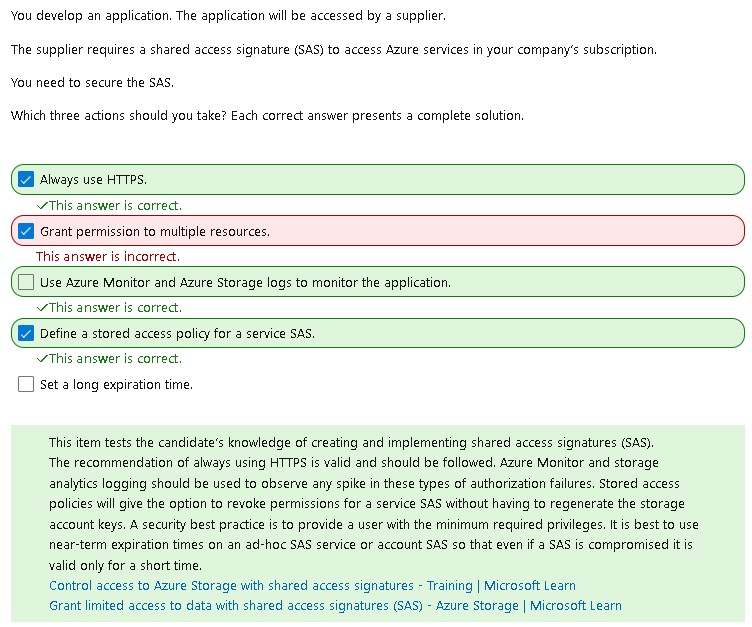 You develop an application. The application will be accessed by a supplier.
The supplier requires a shared access signature (SAS) to access Azure services in your company's subscription.
You need to secure the SAS.
Which three actions should you take? Each correct answer presents a complete solution.
Always use HTTPS.
✓This answer is correct.
Grant permission to multiple resources.
This answer is incorrect.
Use Azure Monitor and Azure Storage logs to monitor the application.
✓This answer is correct.
Define a stored access policy for a service SAS.
✓This answer is correct.
Set a long expiration time.
This item tests the candidate's knowledge of creating and implementing shared access signatures (SAS).
The recommendation of always using HTTPS is valid and should be followed. Azure Monitor and storage
analytics logging should be used to observe any spike in these types of authorization failures. Stored access
policies will give the option to revoke permissions for a service SAS without having to regenerate the storage
account keys. A security best practice is to provide a user with the minimum required privileges. It is best to use
near-term expiration times on an ad-hoc SAS service or account SAS so that even if a SAS is compromised it is
valid only for a short time.
Control access to Azure Storage with shared access signatures - Training | Microsoft Learn
Grant limited access to data with shared access signatures (SAS) - Azure Storage | Microsoft Learn